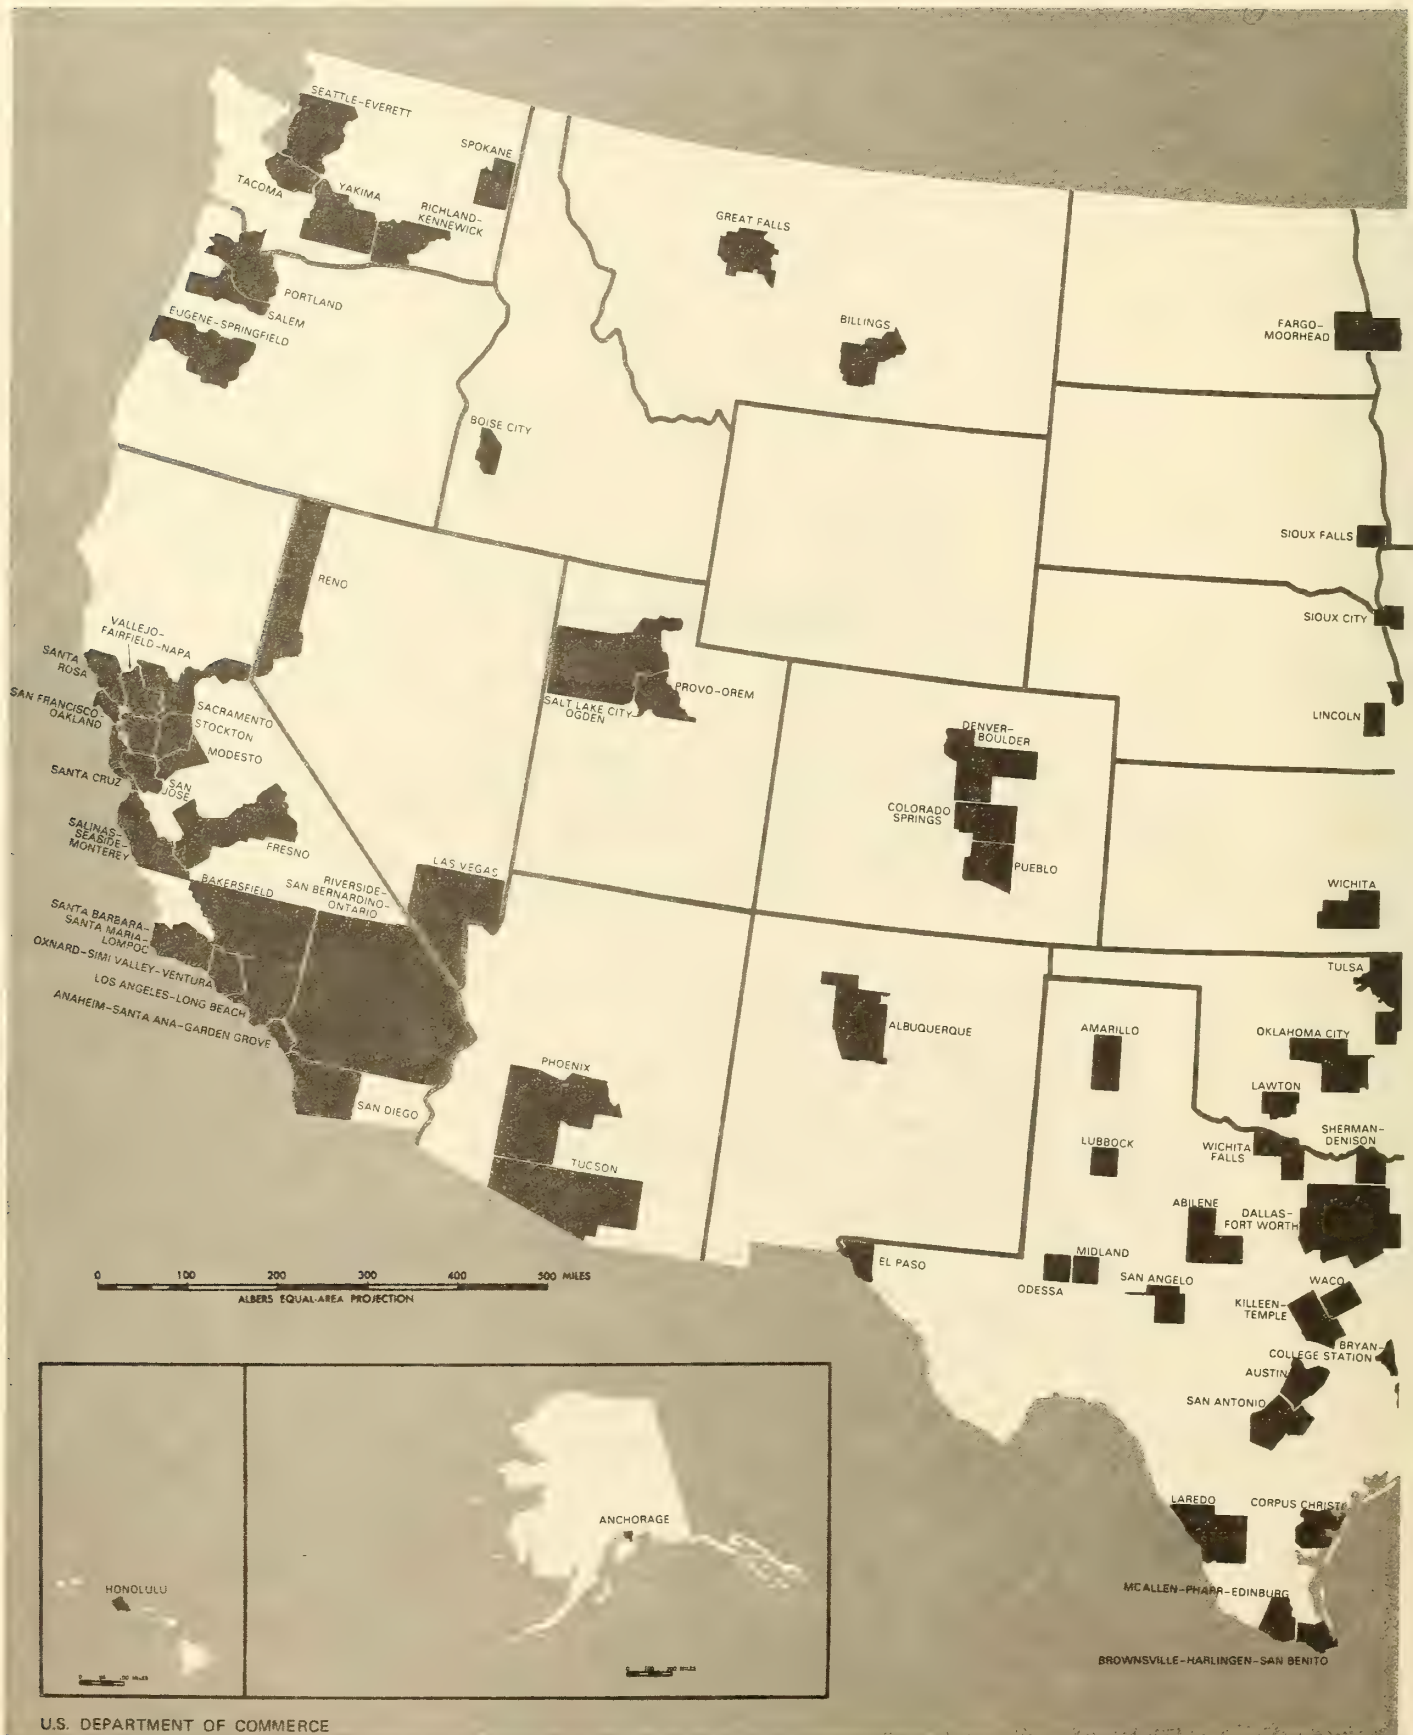 SEATTLE-EVERETT
SPOKANE
TACOMA
YAKIMA
RICHLAND-
KENNEWICK
GREAT FALLS
PORTLAND
SALEM
EUGENE-SPRINGFIELD
BILLINGS
FARGO-
MOORHEAD
BOISE CITY
SIOUX FALLS
RENO
SIOUX CITY
VALLEJO-
FAIRFIELD-NAPA
SANTA
ROSA
SAN FRANCISCO-
OAKLAND
SACRAMENTO
STOCKTON
MODESTO
SANTA CRUZ
SAN
JOSE
SALINAS-
SEASIDE-
MONTEREY
FRESNO
PROVO-OREM
SALT LAKE CITY-
OGDEN
LINCOLN
DENVER-
BOULDER
COLORADO
SPRINGS
PUEBLO
LAS VEGAS
BAKERSFIELD
RIVERSIDE-
SAN BERNARDINO-
ONTARIO
WICHITA
SANTA BARBARA-
SANTA MARIA-
LOMPOC
OXNARD-SIMI VALLEY-VENTURA
LOS ANGELES-LONG BEACH
ANAHEIM-SANTA ANA-GARDEN GROVE
TULSA
ALBUQUERQUE
AMARILLO
OKLAHOMA CITY
PHOENIX
LAWTON
SAN DIEGO
SHERMAN-
DENISON
LUBBOCK
WICHITA
FALLS
TUCSON
ABILENE
DALLAS-
FORT WORTH
EL PASO
MIDLAND
ODESSA
SAN ANGELO
WACO
KILLEEN-
TEMPLE
BRYAN-
COLLEGE STATION
AUSTIN
SAN ANTONIO
0 100 200 300 400 500 MILES
ALBERS EQUAL-AREA PROJECTION
LAREDO
CORPUS CHRISTI
ANCHORAGE
HONOLULU
MCALLEN-PHARR-EDINBURG
BROWNSVILLE-HARLINGEN-SAN BENITO
0 100 200 MILES
U.S. DEPARTMENT OF COMMERCE